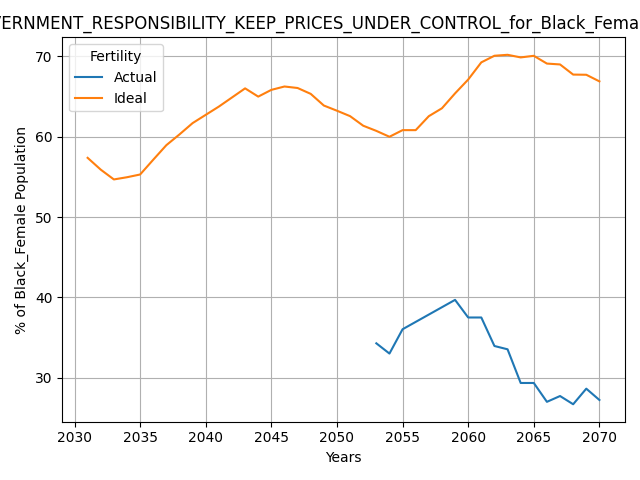 VERNMENT_RESPONSIBILITY_KEEP_PRICES_UNDER_CONTROL_for_Black_Fema
Fertility
Actual
Ideal
% of Black_Female Population
70
60
50
40
30
2030 2035 2040 2045 2050 2055 2060 2065 2070
Years